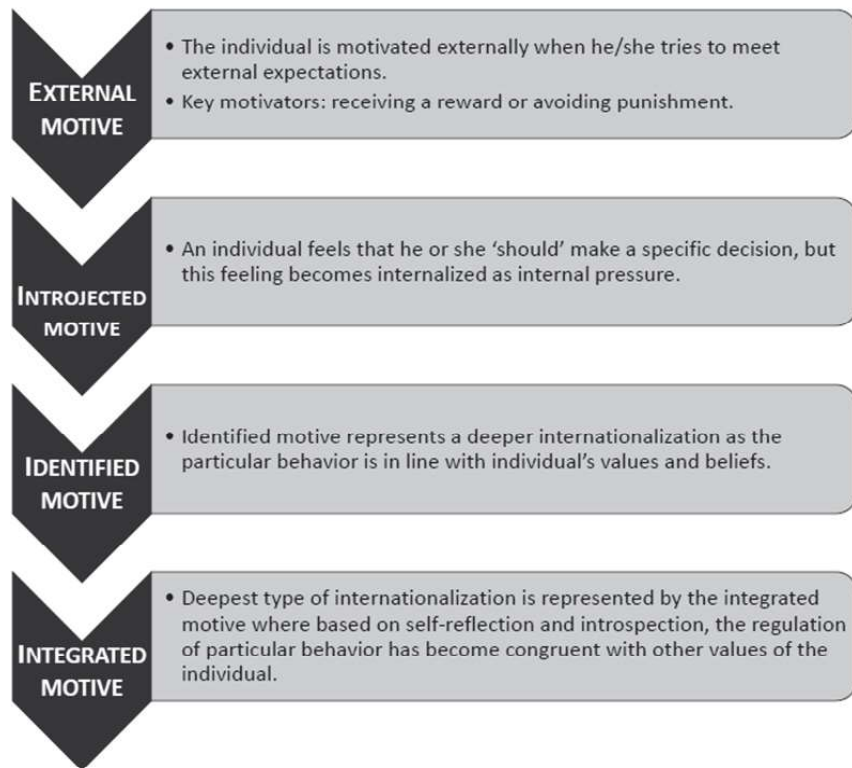 EXTERNAL
MOTIVE
• The individual is motivated externally when he/she tries to meet
external expectations.
• Key motivators: receiving a reward or avoiding punishment.
INTROJECTED
MOTIVE
• An individual feels that he or she ‘should’ make a specific decision, but
this feeling becomes internalized as internal pressure.
IDENTIFIED
MOTIVE
• Identified motive represents a deeper internationalization as the
particular behavior is in line with individual’s values and beliefs.
INTEGRATED
MOTIVE
• Deepest type of internationalization is represented by the integrated
motive where based on self-reflection and introspection, the regulation
of particular behavior has become congruent with other values of the
individual.